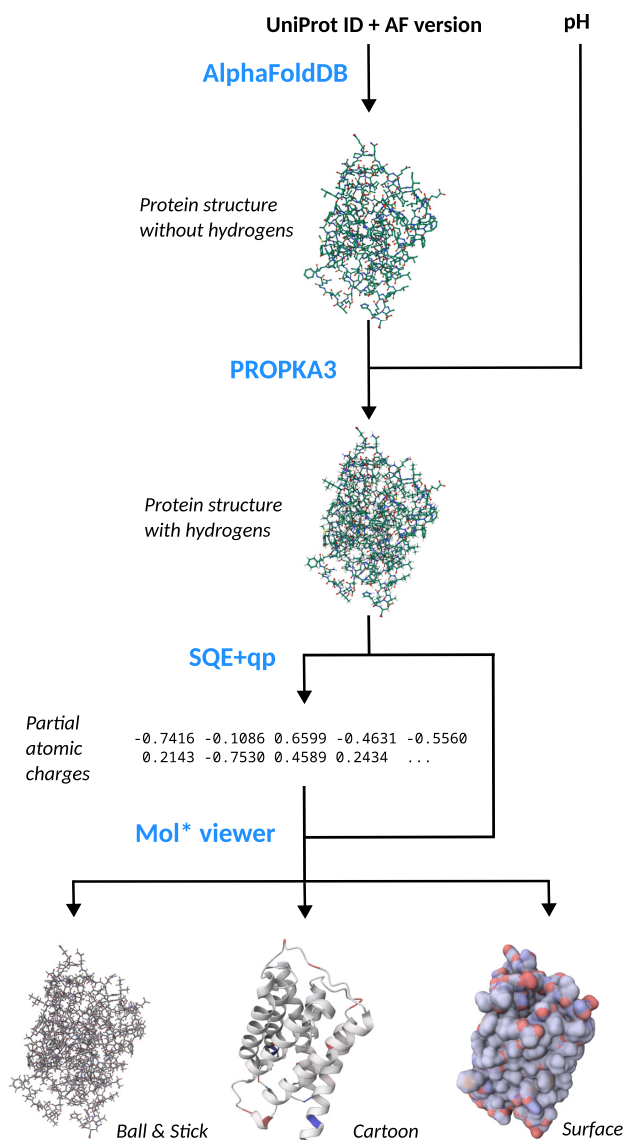 UniProt ID + AF version
pH
AlphaFoldDB
Protein structure
without hydrogens
PROPKA3
Protein structure
with hydrogens
SQE+qp
Partial
atomic
charges
-0.7416 -0.1086 0.6599 -0.4631 -0.5560
0.2143 -0.7530 0.4589 0.2434 ...
Mol* viewer
Ball & Stick
Cartoon
Surface